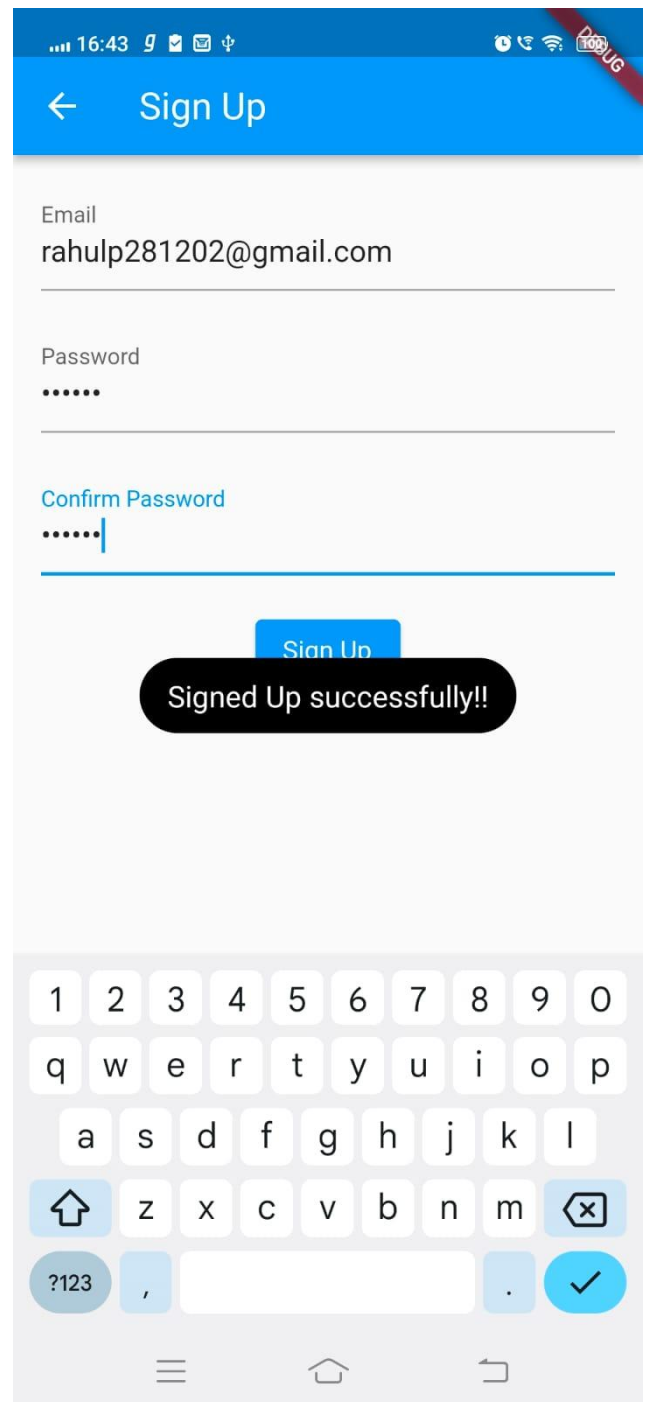 16:43
100
DEBUG
Sign Up
Email
rahulp281202@gmail.com
Password
••••••
Confirm Password
••••••
Sign Up
Signed Up successfully!!
1 2 3 4 5 6 7 8 9 0
q w e r t y u i o p
a s d f g h j k l
z x c v b n m
?123 , .